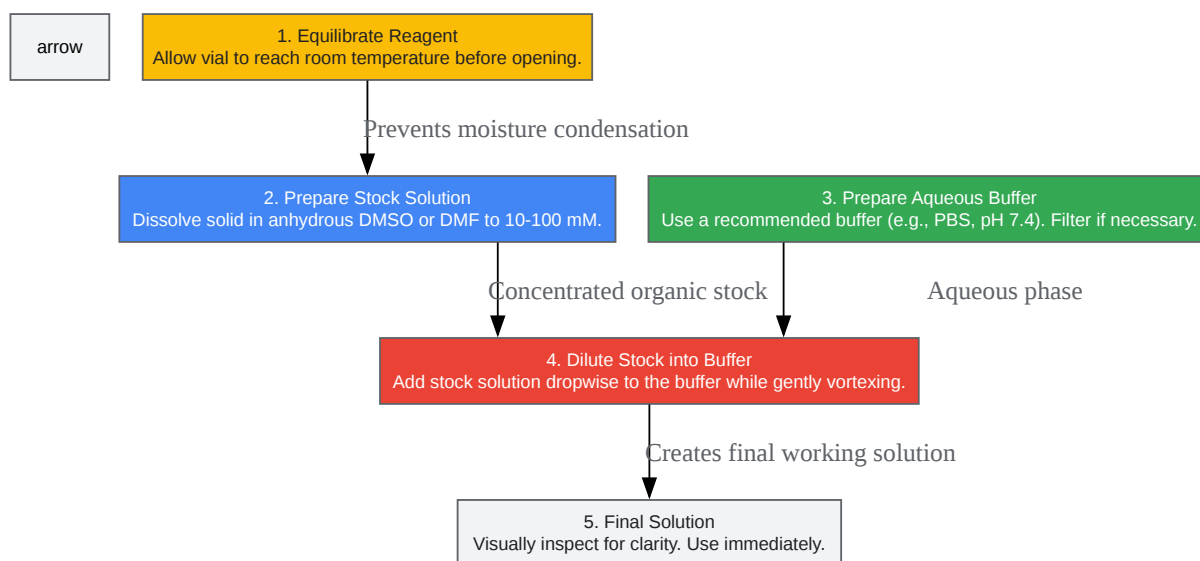 arrow
1. Equilibrate Reagent
Allow vial to reach room temperature before opening.
Prevents moisture condensation
2. Prepare Stock Solution
Dissolve solid in anhydrous DMSO or DMF to 10-100 mM.
3. Prepare Aqueous Buffer
Use a recommended buffer (e.g., PBS, pH 7.4). Filter if necessary.
Concentrated organic stock
Aqueous phase
4. Dilute Stock into Buffer
Add stock solution dropwise to the buffer while gently vortexing.
Creates final working solution
5. Final Solution
Visually inspect for clarity. Use immediately.